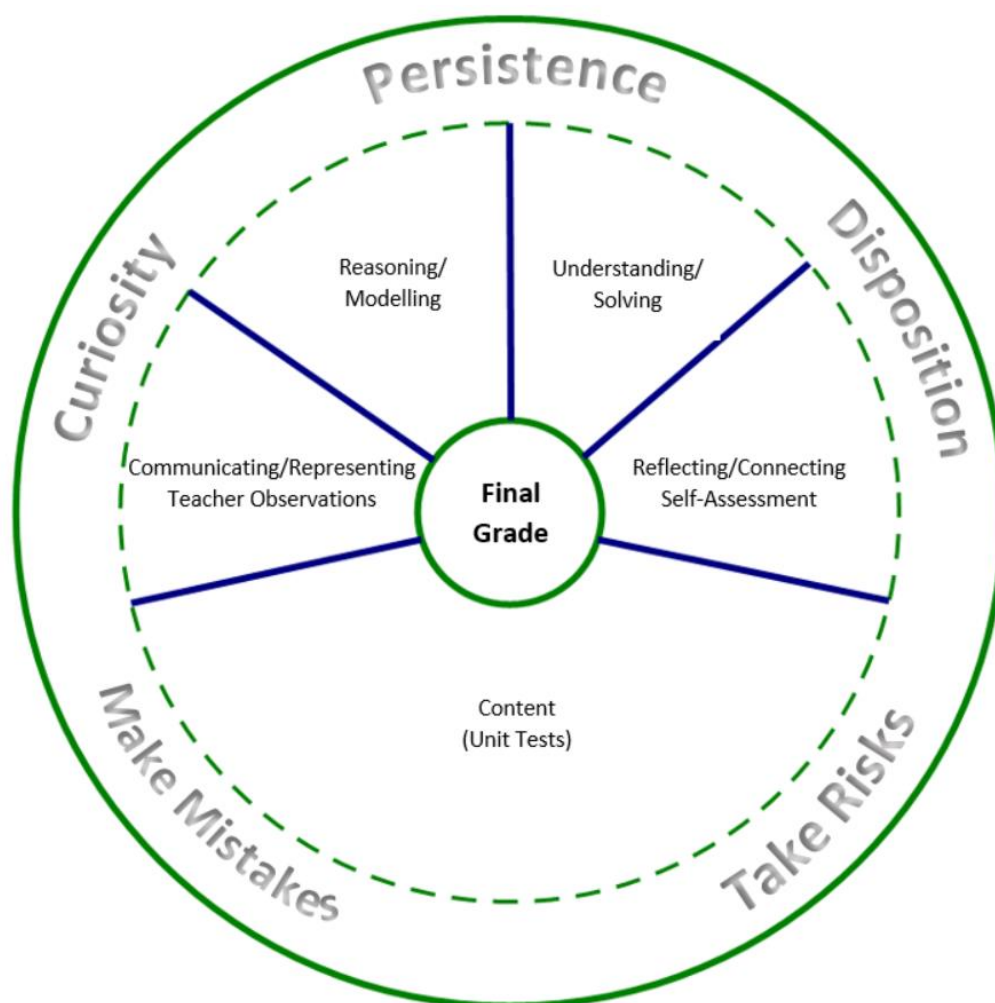 Persistence
Disposition
Curiosity
Reasoning/
Modelling
Understanding/
Solving
Communicating/Representing
Teacher Observations
Final
Grade
Reflecting/Connecting
Self-Assessment
Content
(Unit Tests)
Make Mistakes
Take Risks